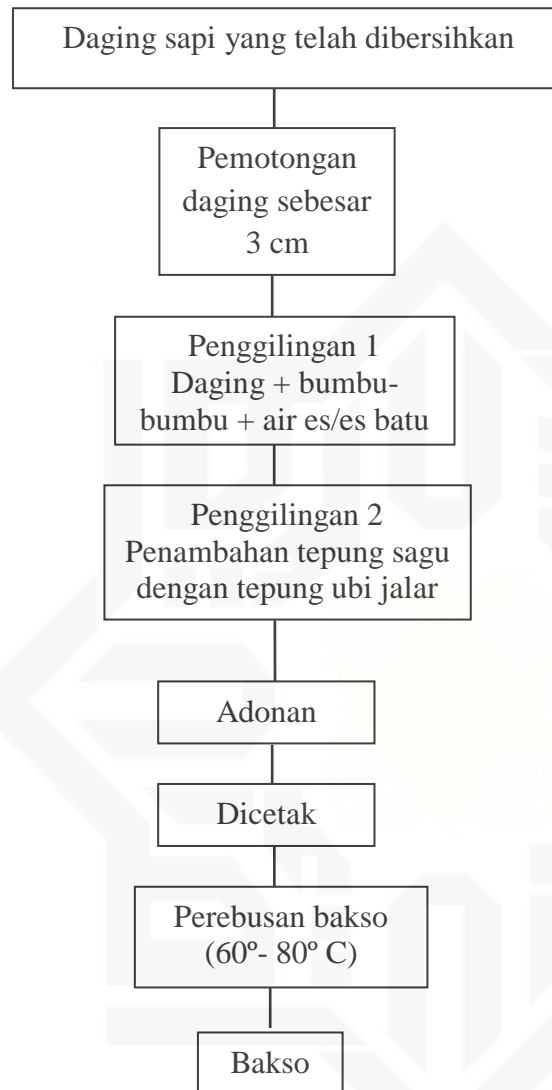 Daging sapi yang telah dibersihkan
Pemotongan
daging sebesar
3 cm
Penggilingan 1
Daging + bumbu-
bumbu + air es/es batu
Penggilingan 2
Penambahan tepung sagu
dengan tepung ubi jalar
Adonan
Dicetak
Perebusan bakso
(60º- 80º C)
Bakso